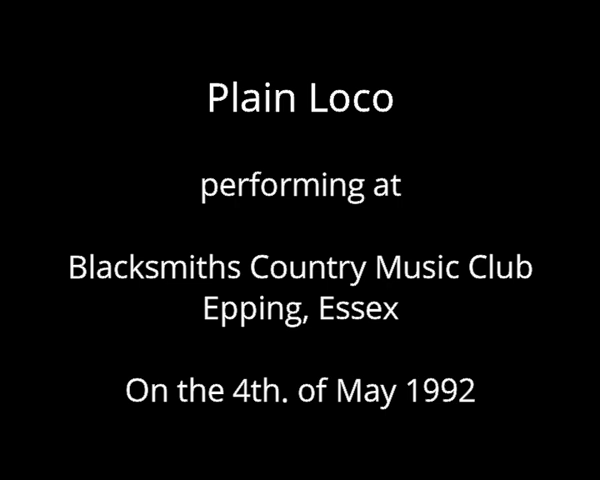 Plain Loco
performing at
Blacksmiths Country Music Club
Epping, Essex
On the 4th. of May 1992